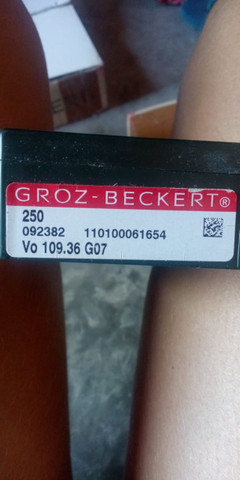 GROZ-BECKERT®
250
092382 110100061654
Vo 109.36 G07